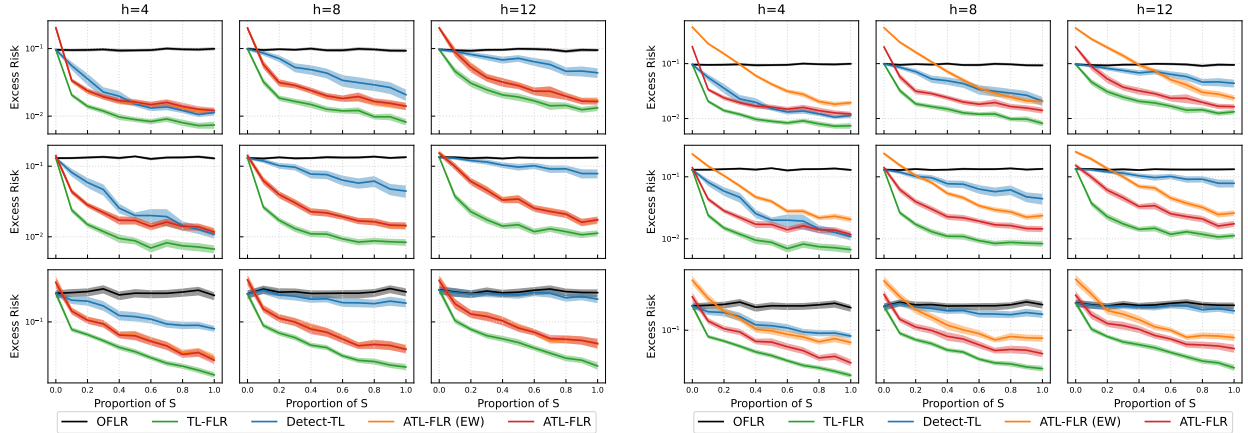 h=4 h=8 h=12
Excess Risk
10⁻¹
10⁻²
Excess Risk
10⁻¹
10⁻²
Excess Risk
10⁻¹
0.0 0.2 0.4 0.6 0.8 1.0 0.0 0.2 0.4 0.6 0.8 1.0 0.0 0.2 0.4 0.6 0.8 1.0
Proportion of S Proportion of S Proportion of S
OFLR TL-FLR Detect-TL ATL-FLR (EW) ATL-FLR
h=4 h=8 h=12
Excess Risk
10⁻¹
10⁻²
Excess Risk
10⁻¹
10⁻²
Excess Risk
10⁻¹
0.0 0.2 0.4 0.6 0.8 1.0 0.0 0.2 0.4 0.6 0.8 1.0 0.0 0.2 0.4 0.6 0.8 1.0
Proportion of S Proportion of S Proportion of S
OFLR TL-FLR Detect-TL ATL-FLR (EW) ATL-FLR